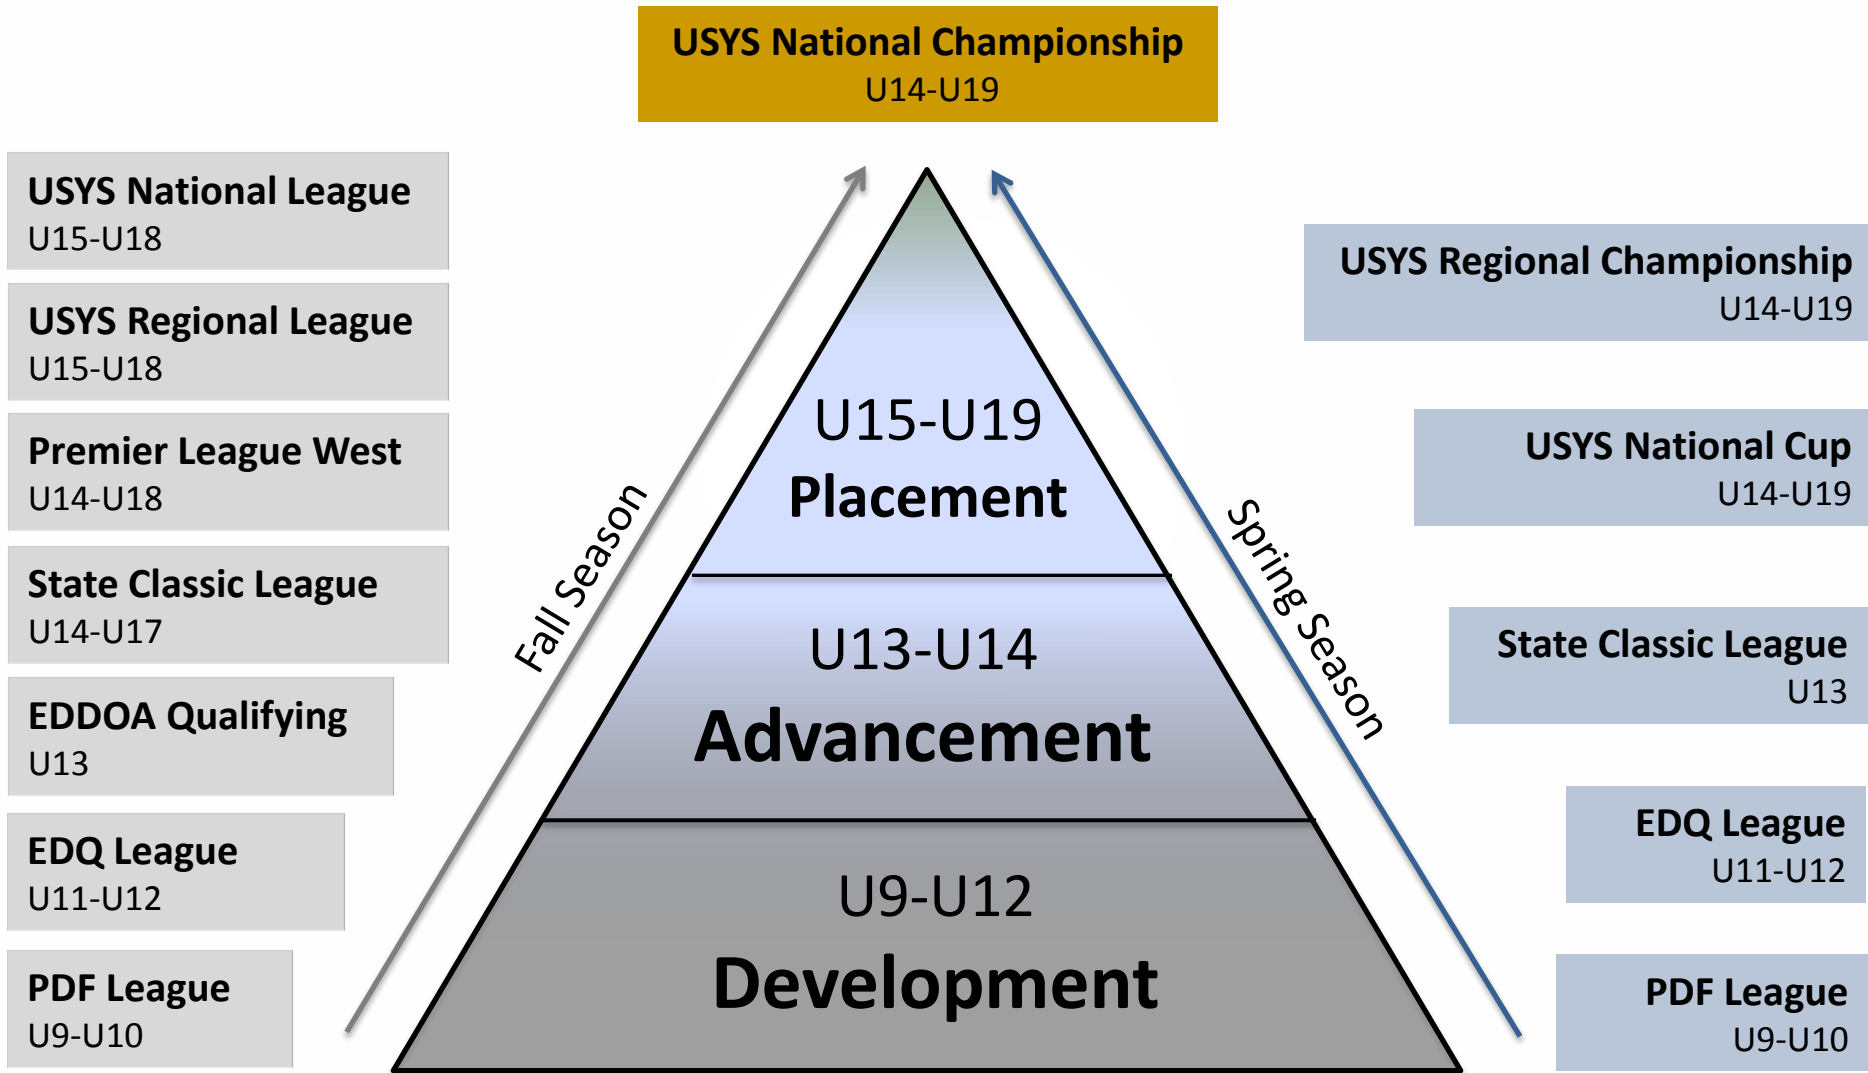 USYS National Championship
U14-U19
USYS National League
U15-U18
USYS Regional League
U15-U18
Premier League West
U14-U18
State Classic League
U14-U17
EDDOA Qualifying
U13
EDQ League
U11-U12
PDF League
U9-U10
Fall Season
U15-U19
Placement
U13-U14
Advancement
U9-U12
Development
Spring Season
USYS Regional Championship
U14-U19
USYS National Cup
U14-U19
State Classic League
U13
EDQ League
U11-U12
PDF League
U9-U10